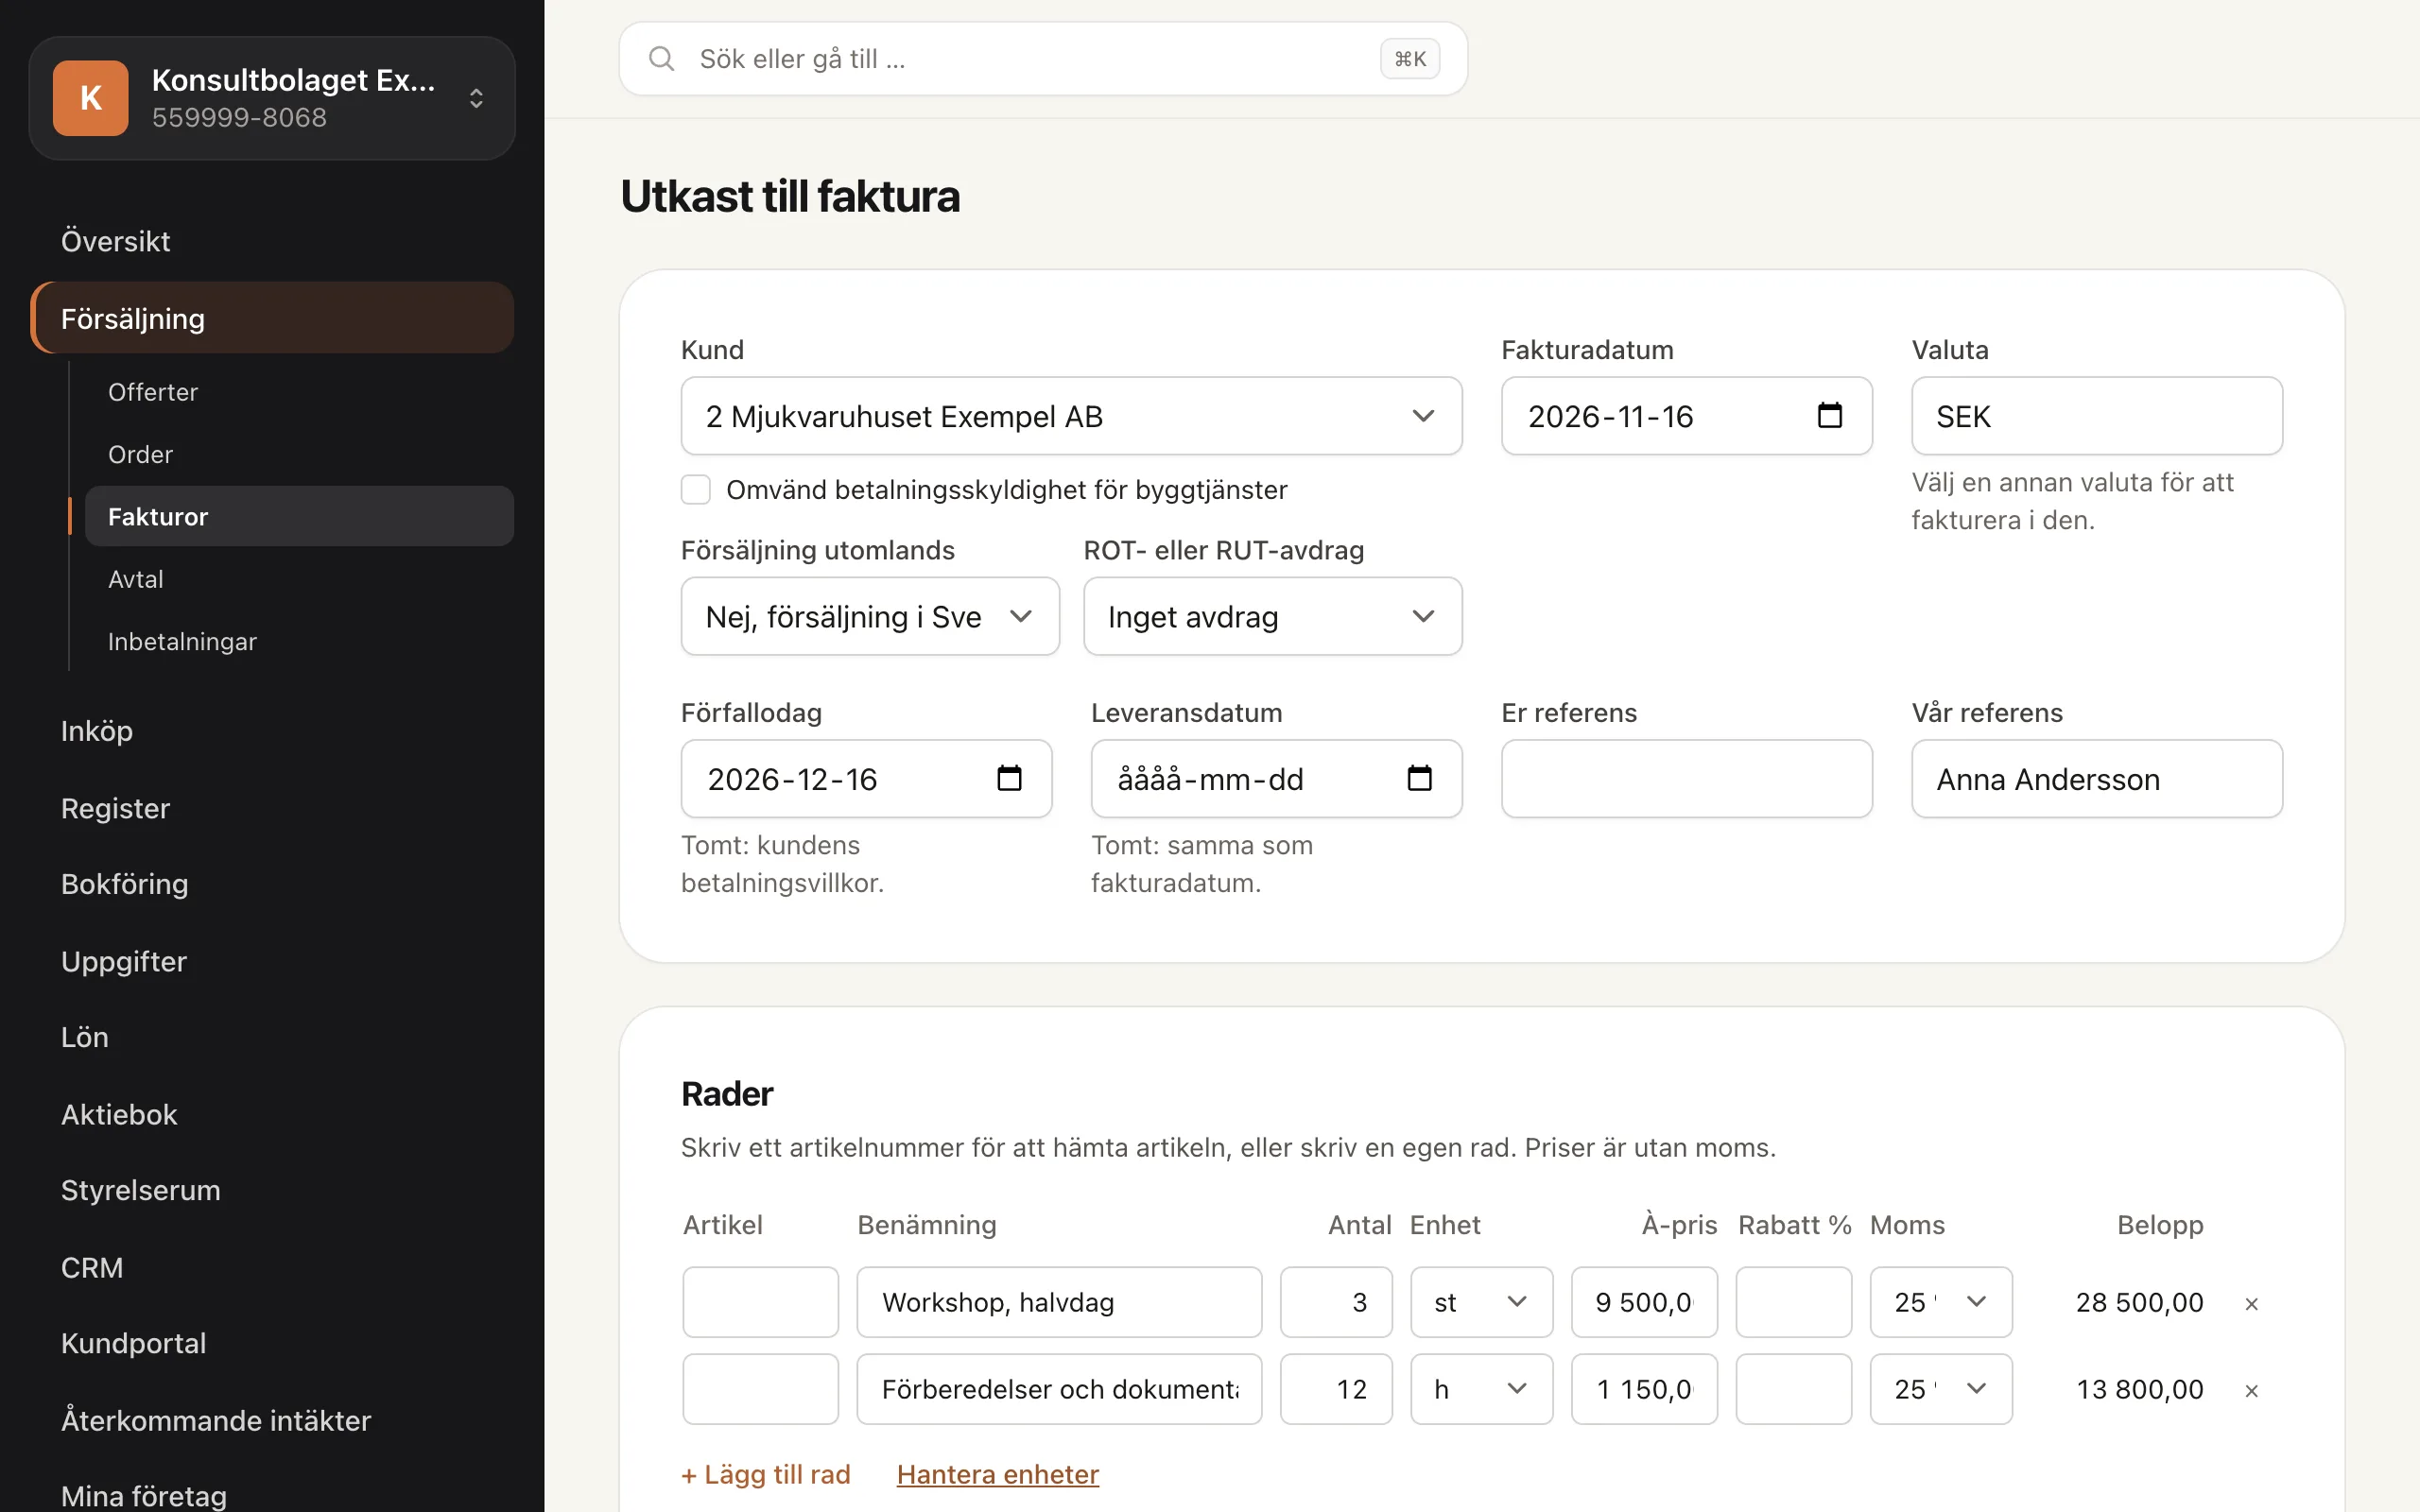 K
Konsultbolaget Ex...
559999-8068
Översikt
Försäljning
Offerter
Order
Fakturor
Avtal
Inbetalningar
Inköp
Register
Bokföring
Uppgifter
Lön
Aktiebok
Styrelserum
CRM
Kundportal
Återkommande intäkter
Mina företag
Sök eller gå till ...
⌘K
Utkast till faktura
Kund
Fakturadatum
Valuta
2 Mjukvaruhuset Exempel AB
2026-11-16
SEK
Omvänd betalningsskyldighet för byggtjänster
Välj en annan valuta för att
fakturera i den.
Försäljning utomlands
ROT- eller RUT-avdrag
Nej, försäljning i Sve
Inget avdrag
Förfallodag
Leveransdatum
Er referens
Vår referens
2026-12-16
åååå-mm-dd
Anna Andersson
Tomt: kundens
betalningsvillkor.
Tomt: samma som
fakturadatum.
Rader
Skriv ett artikelnummer för att hämta artikeln, eller skriv en egen rad. Priser är utan moms.
Artikel Benämning Antal Enhet À-pris Rabatt % Moms Belopp
Workshop, halvdag 3 st 9 500,0 25 28 500,00 ×
Förberedelser och dokument 12 h 1 150,0 25 13 800,00 ×
+ Lägg till rad Hantera enheter